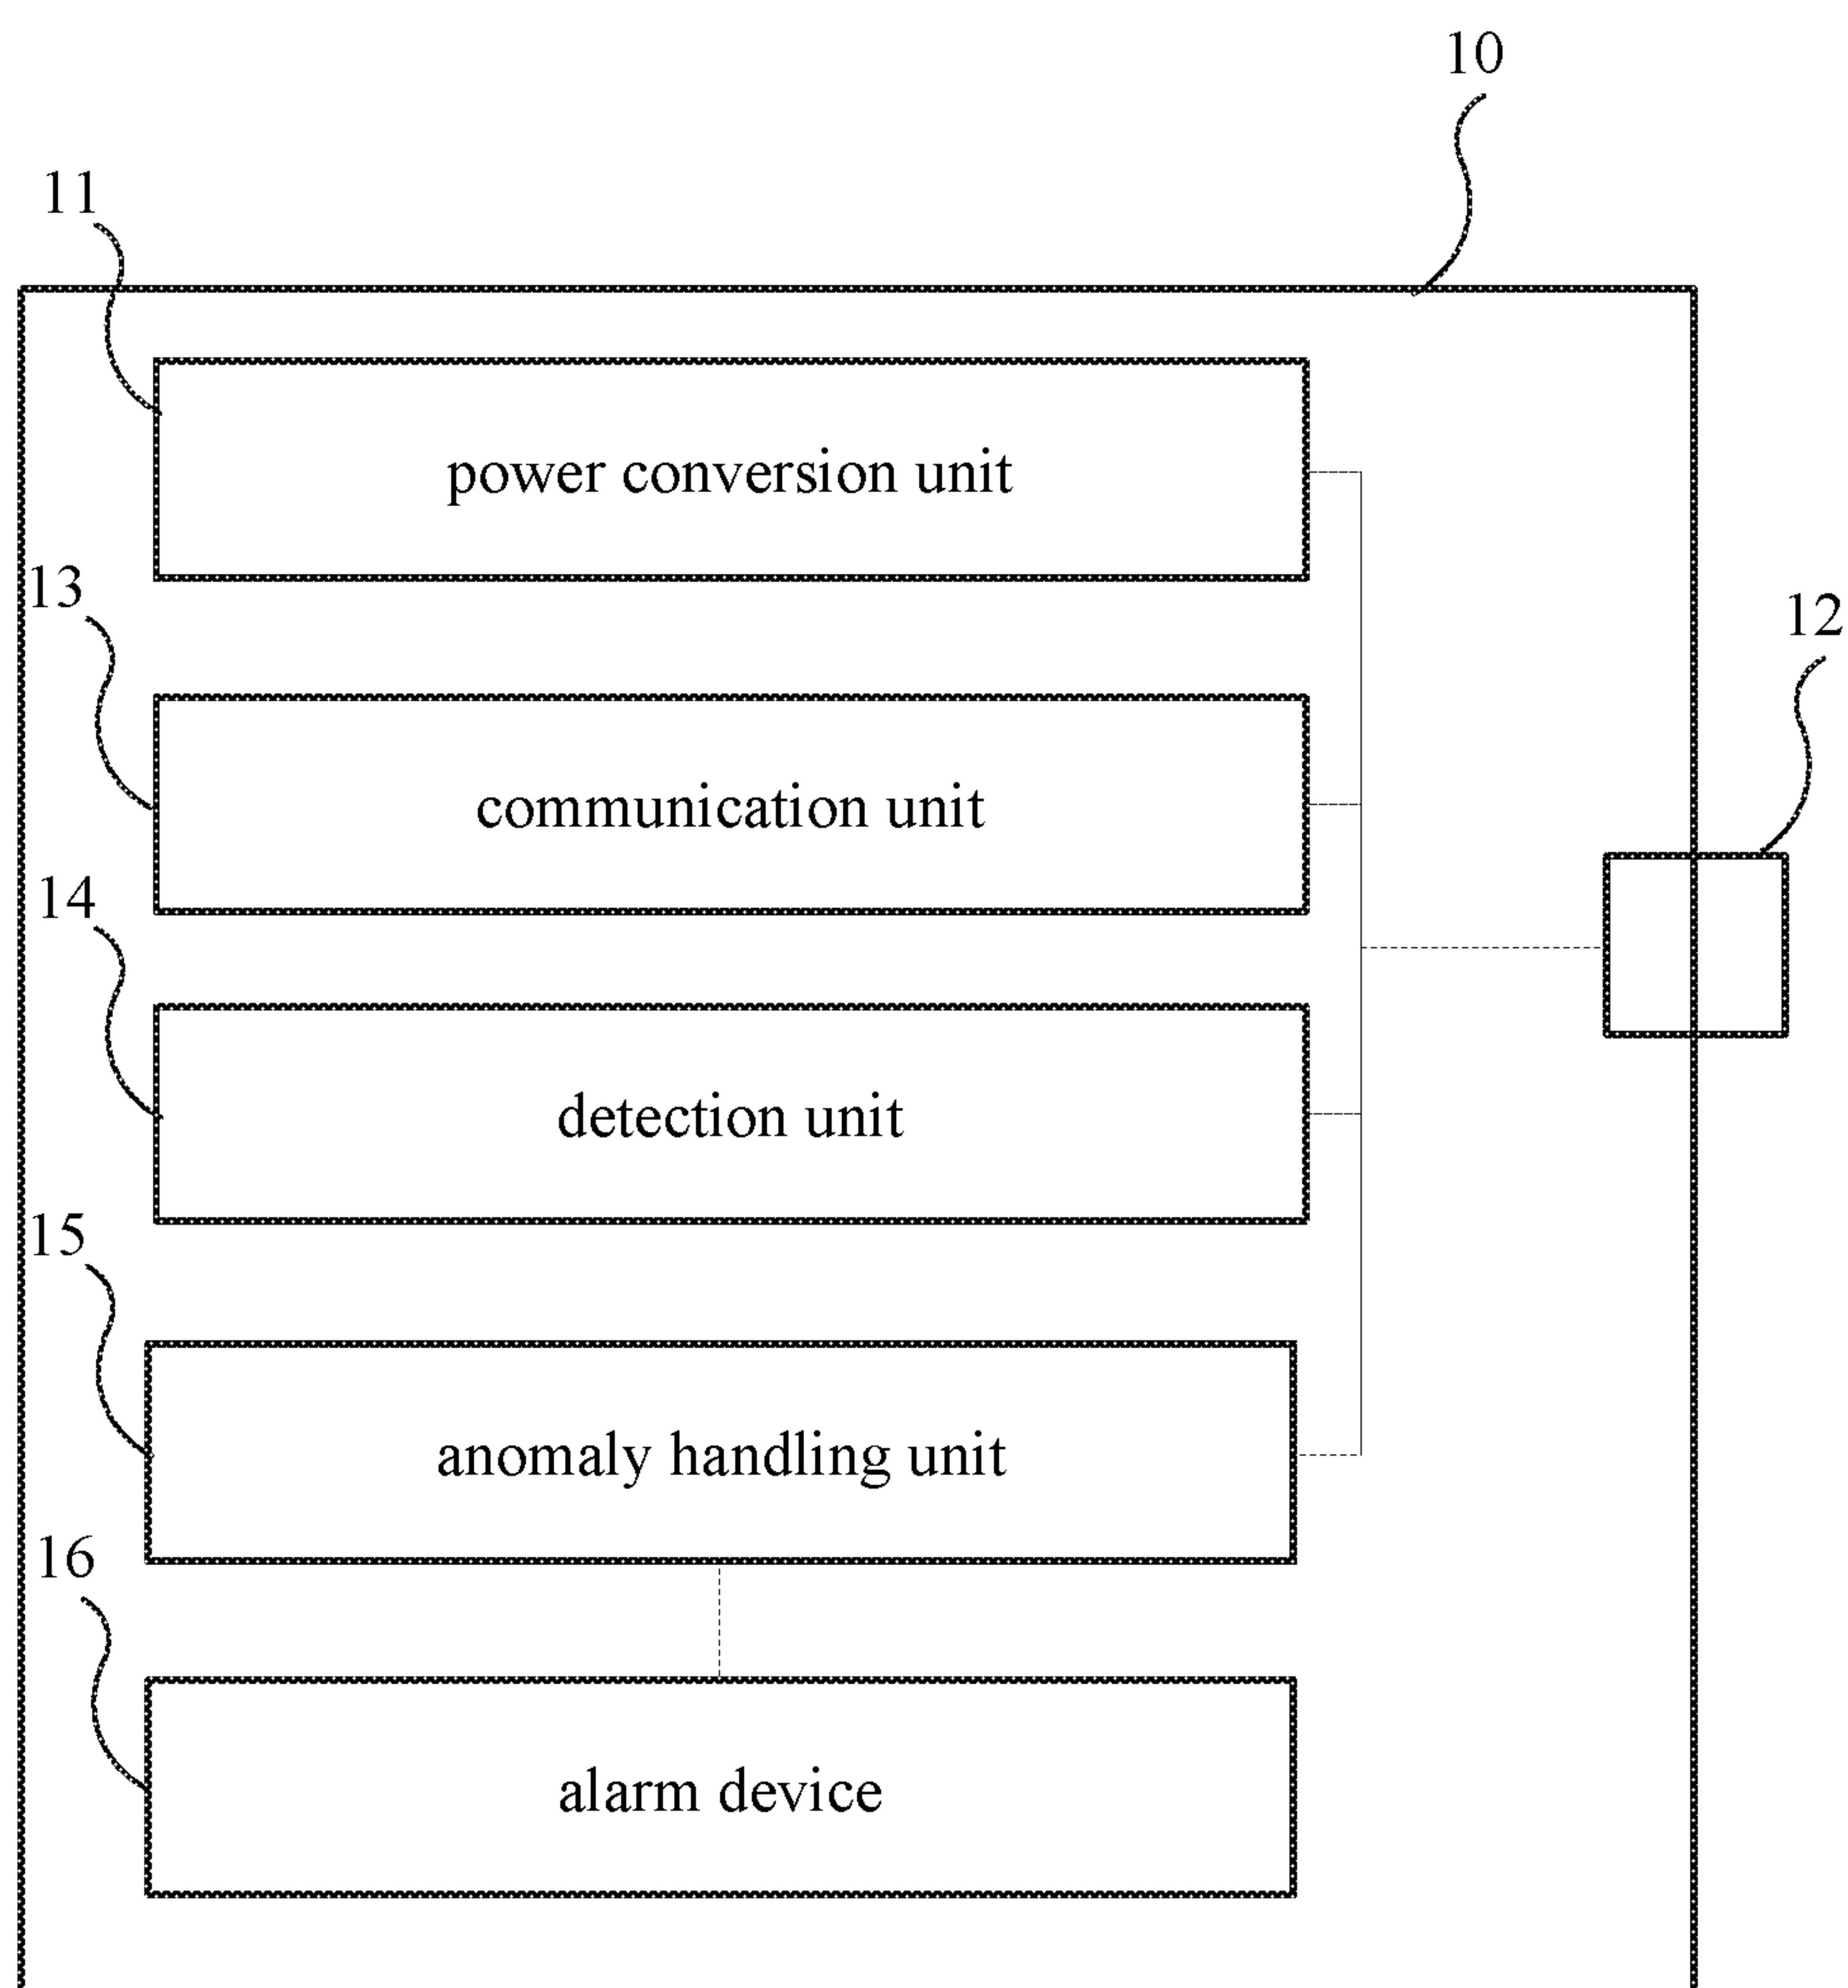 10
11
power conversion unit
13
12
communication unit
14
detection unit
15
anomaly handling unit
16
alarm device